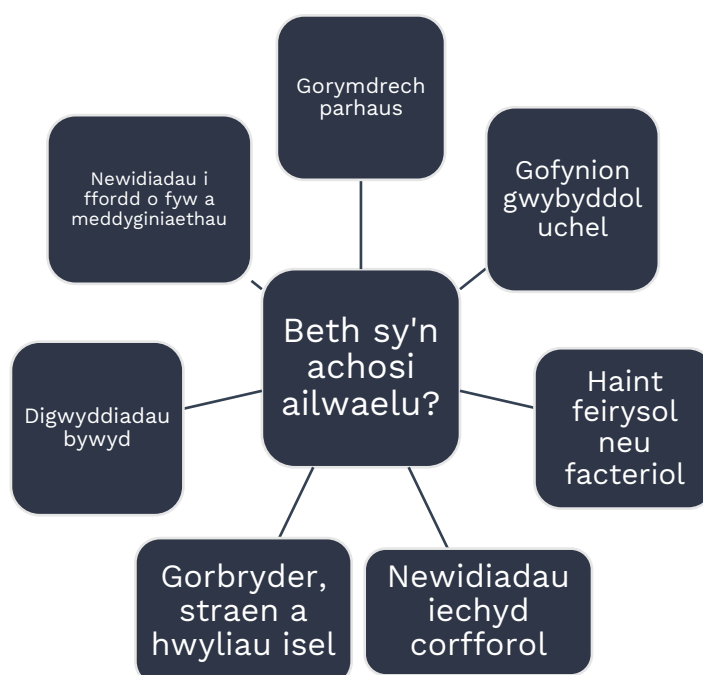 Gorymdrech
parhaus
Gofynion
gwybyddol
uchel
Haint
feirysol
neu
facteriol
Newidiadau
iechyd
corfforol
Gorbryder,
straen a
hwyliau isel
Digwyddiadau
bywyd
Newidiadau i
ffordd o fyw a
meddyginiaethau
Beth sy'n
achosi
ailwaelu?